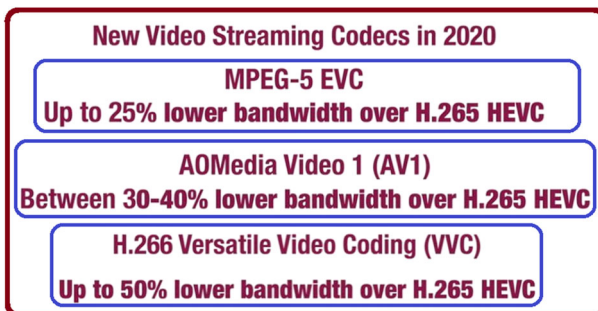 New Video Streaming Codecs in 2020
MPEG-5 EVC
Up to 25% lower bandwidth over H.265 HEVC
AOMedia Video 1 (AV1)
Between 30-40% lower bandwidth over H.265 HEVC
H.266 Versatile Video Coding (VVC)
Up to 50% lower bandwidth over H.265 HEVC